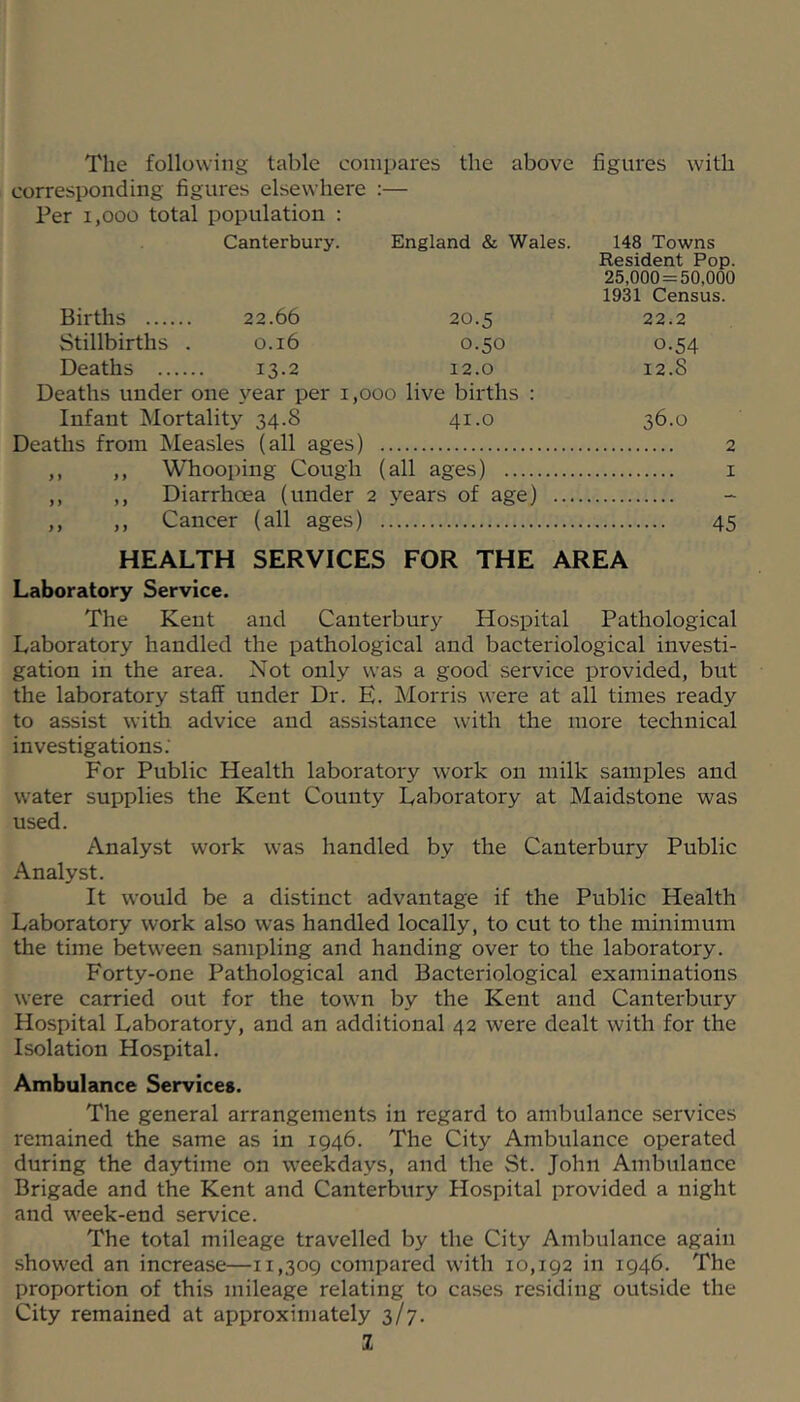 The following table compares the above figures with
corresponding figures elsewhere :—
Per 1,000 total population :
Canterbury. England & Wales. 148 Towns
Resident Pop.
25,000=50,000
1931 Census.
Births ...... 22.66 20.5 22.2
Stillbirths . 0.16 0.50 0.54
Deaths ...... 13.2 12.0 12.8
Deaths under one year per 1,000 live births :
Infant Mortality 34.8 41.0 36.0
Deaths from Measles (all ages) ................................ 2
,, ,, Whooping Cough (all ages) .................... 1
,, ,, Diarrhœa (under 2 years of age) ............ –
,, ,, Cancer (all ages) ................................ 45
HEALTH SERVICES FOR THE AREA
Laboratory Service.
The Kent and Canterbury Hospital Pathological
Laboratory handled the pathological and bacteriological investi-
gation in the area. Not only was a good service provided, but
the laboratory staff under Dr. E. Morris were at all times ready
to assist with advice and assistance with the more technical
investigations.
For Public Health laboratory work on milk samples and
water supplies the Kent County Laboratory at Maidstone was
used.
Analyst work was handled by the Canterbury Public
Analyst.
It would be a distinct advantage if the Public Health
Laboratory work also was handled locally, to cut to the minimum
the time between sampling and handing over to the laboratory.
Forty-one Pathological and Bacteriological examinations
were carried out for the town by the Kent and Canterbury
Hospital Laboratory, and an additional 42 were dealt with for the
Isolation Hospital.
Ambulance Services.
The general arrangements in regard to ambulance services
remained the same as in 1946. The City Ambulance operated
during the daytime on weekdays, and the St. John Ambulance
Brigade and the Kent and Canterbury Hospital provided a night
and week-end service.
The total mileage travelled by the City Ambulance again
showed an increase—11,309 compared with 10,192 in 1946. The
proportion of this mileage relating to cases residing outside the
City remained at approximately 3/7.